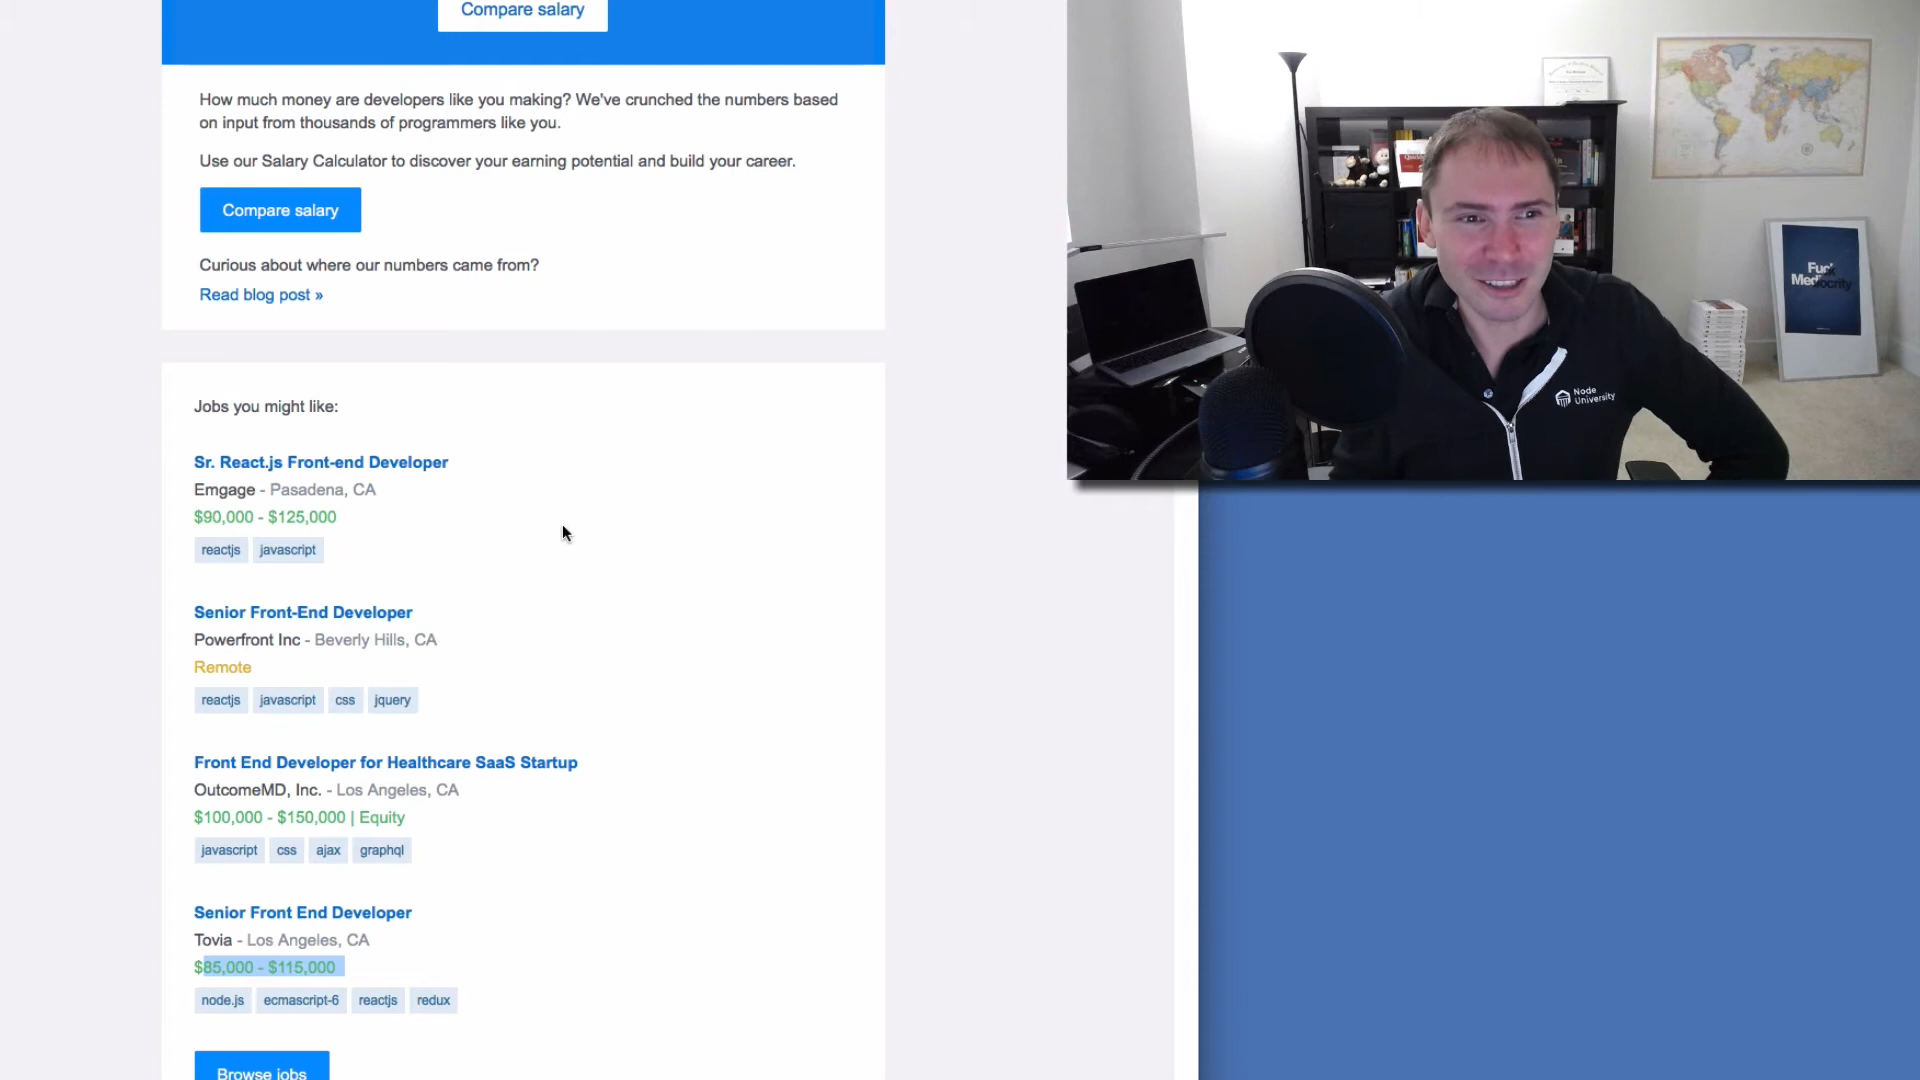 Compare salary
How much money are developers like you making? We've crunched the numbers based
on input from thousands of programmers like you.
Use our Salary Calculator to discover your earning potential and build your career.
Compare salary
Curious about where our numbers came from?
Read blog post »
Jobs you might like:
Sr. React.js Front-end Developer
Emgage - Pasadena, CA
$90,000 - $125,000
reactjs javascript
Senior Front-End Developer
Powerfront Inc - Beverly Hills, CA
Remote
reactjs javascript css jquery
Front End Developer for Healthcare SaaS Startup
OutcomeMD, Inc. - Los Angeles, CA
$100,000 - $150,000 | Equity
javascript css ajax graphql
Senior Front End Developer
Tovia - Los Angeles, CA
$85,000 - $115,000
node.js ecmascript-6 reactjs redux
Browse jobs
Fuck
Mediocrity
Node
University